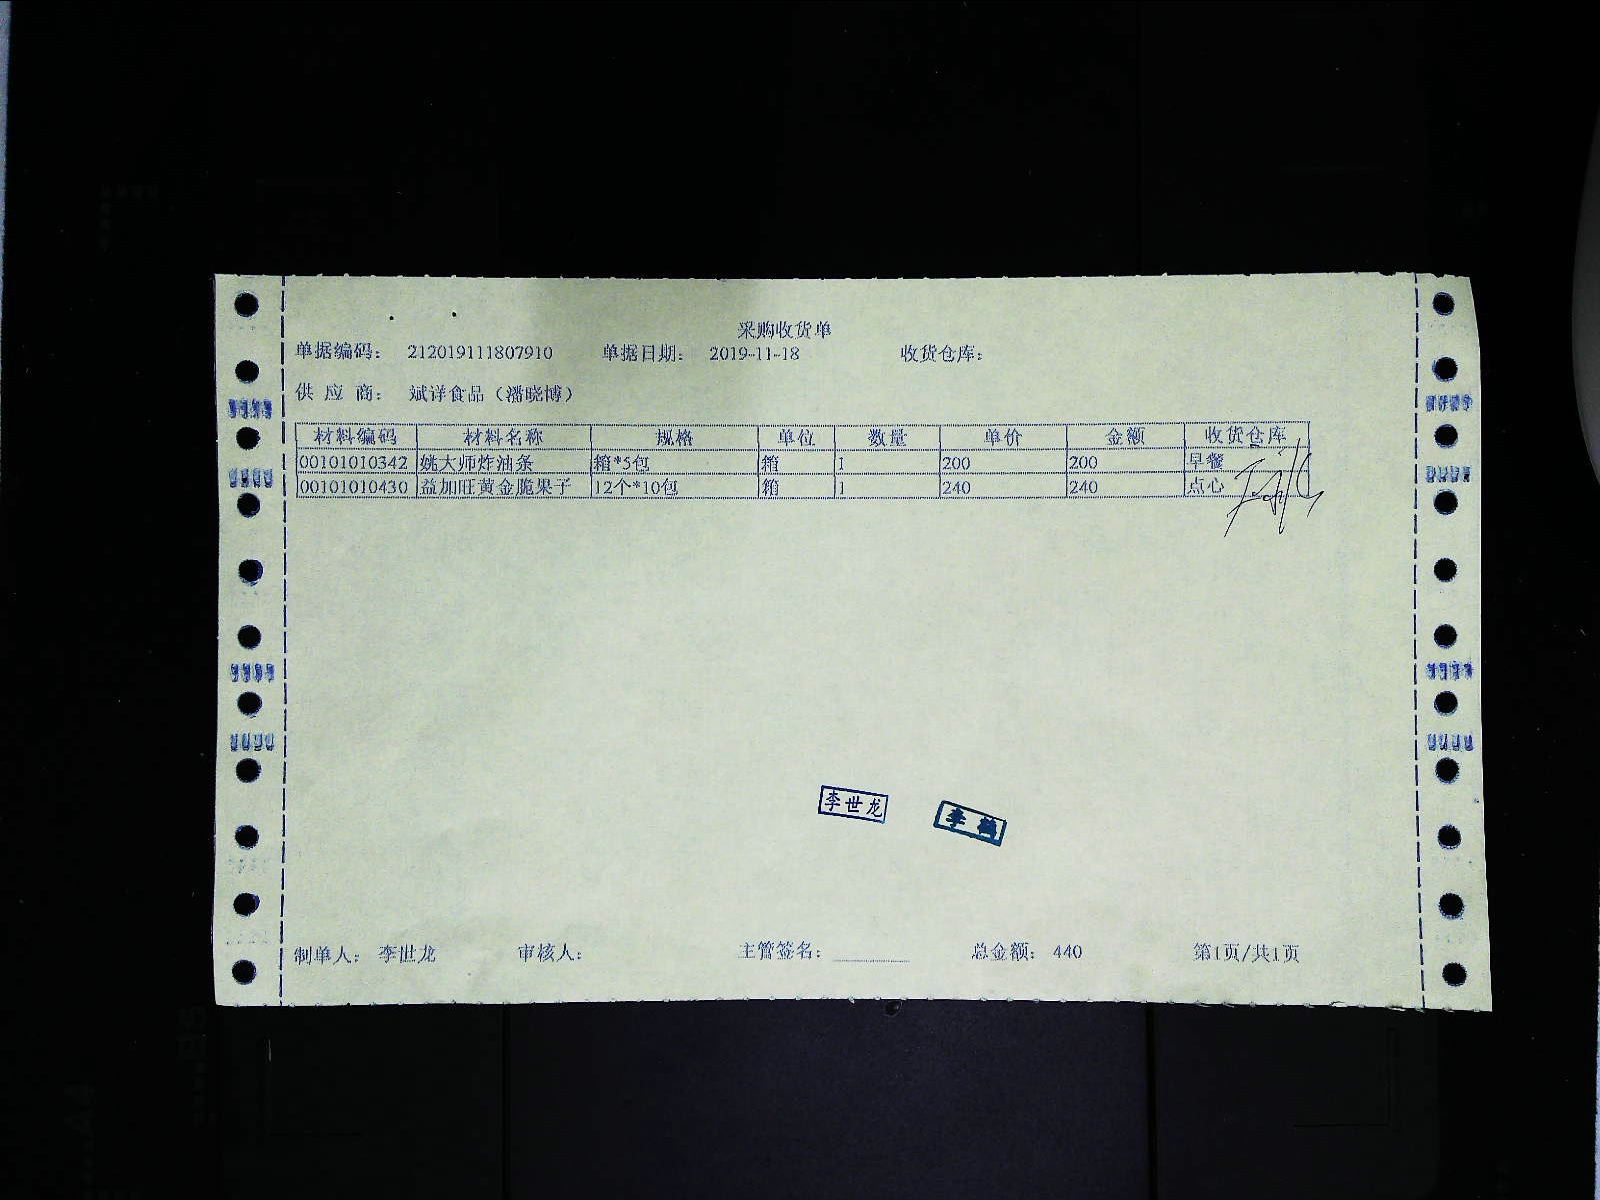 采购收货单
单据编码： 212019111807910 单据日期： 2019-11-18 收货仓库：
供 应 商： 斌详食品（潘晓博）
材料编码 材料名称 规格 单位 数量 单价 金额 收货仓库
00101010342 姚大师炸油条 箱*5包 箱 1 200 200 早餐
00101010430 益加旺黄金脆果子 12个*10包 箱 1 240 240 点心
李世龙
李
制单人： 李世龙 审核人： 主管签名： 总金额： 440 第1页/共1页